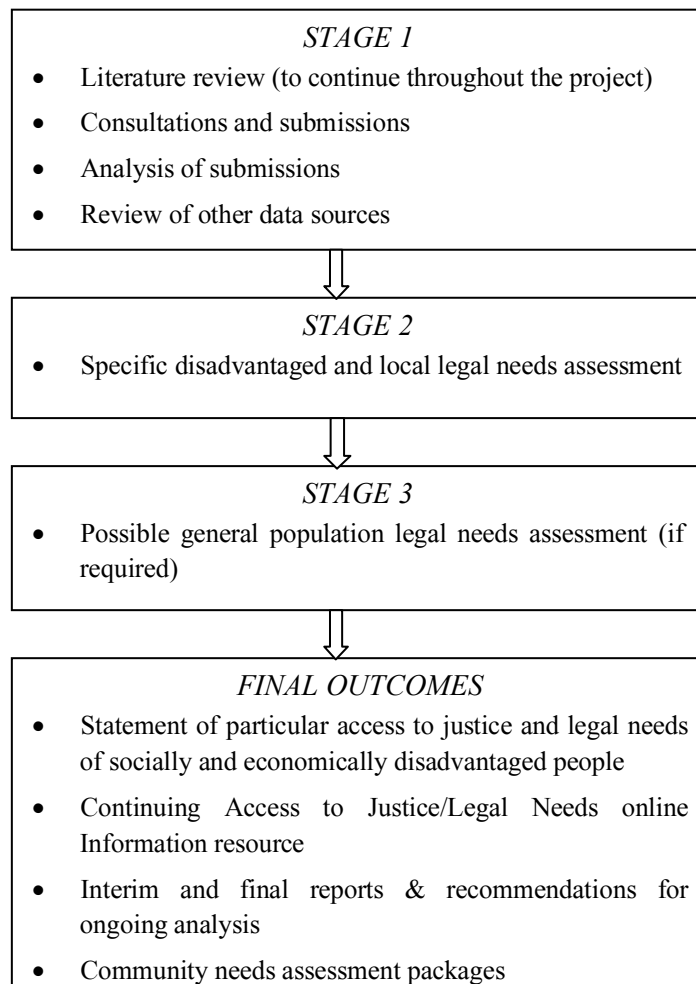 STAGE 1
• Literature review (to continue throughout the project)
• Consultations and submissions
• Analysis of submissions
• Review of other data sources
STAGE 2
• Specific disadvantaged and local legal needs assessment
STAGE 3
• Possible general population legal needs assessment (if
required)
FINAL OUTCOMES
• Statement of particular access to justice and legal needs
of socially and economically disadvantaged people
• Continuing Access to Justice/Legal Needs online
Information resource
• Interim and final reports & recommendations for
ongoing analysis
• Community needs assessment packages